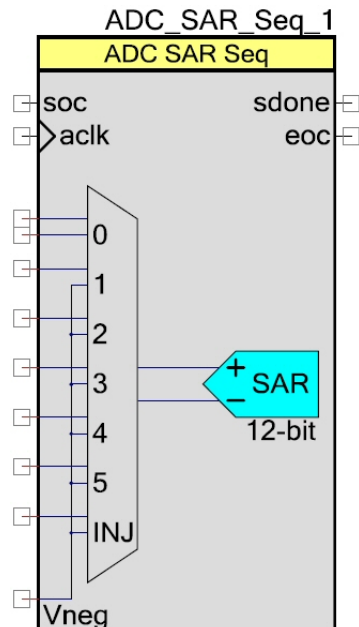 ADC_SAR_Seq_1
ADC SAR Seq
soc
sdone
aclk
eoc
0
1
2
3
+ SAR
−
4
12-bit
5
INJ
Vneg